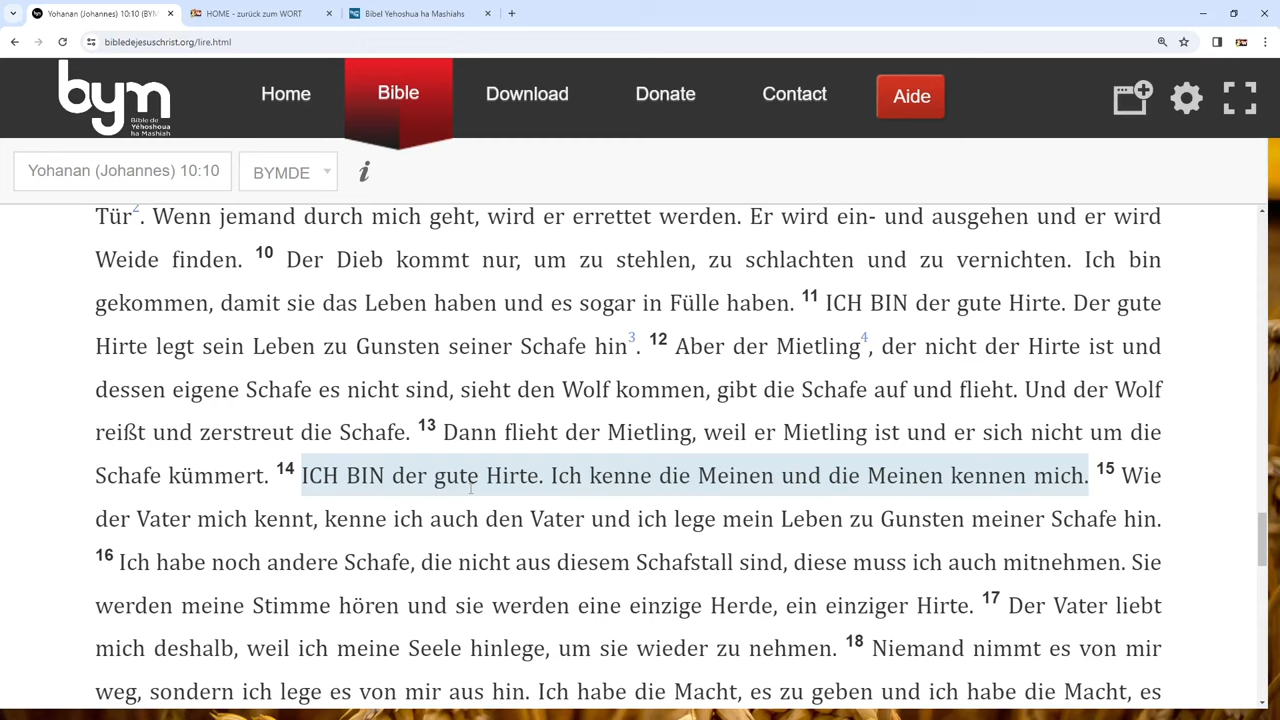 Yohanan (Johannes) 10:10 (BYM
HOME - zurück zum WORT
Bibel Yehoshua ha Mashiahs
bibledejesuschrist.org/lire.html
bym
Bible de
Yéhoshoua
ha Mashiah
Home
Bible
Download
Donate
Contact
Aide
Yohanan (Johannes) 10:10
BYMDE
i
Tür2. Wenn jemand durch mich geht, wird er errettet werden. Er wird ein- und ausgehen und er wird
Weide finden. 10 Der Dieb kommt nur, um zu stehlen, zu schlachten und zu vernichten. Ich bin
gekommen, damit sie das Leben haben und es sogar in Fülle haben. 11 ICH BIN der gute Hirte. Der gute
Hirte legt sein Leben zu Gunsten seiner Schafe hin3. 12 Aber der Mietling4, der nicht der Hirte ist und
dessen eigene Schafe es nicht sind, sieht den Wolf kommen, gibt die Schafe auf und flieht. Und der Wolf
reißt und zerstreut die Schafe. 13 Dann flieht der Mietling, weil er Mietling ist und er sich nicht um die
Schafe kümmert. 14 ICH BIN der gute Hirte. Ich kenne die Meinen und die Meinen kennen mich. 15 Wie
der Vater mich kennt, kenne ich auch den Vater und ich lege mein Leben zu Gunsten meiner Schafe hin.
16 Ich habe noch andere Schafe, die nicht aus diesem Schafstall sind, diese muss ich auch mitnehmen. Sie
werden meine Stimme hören und sie werden eine einzige Herde, ein einziger Hirte. 17 Der Vater liebt
mich deshalb, weil ich meine Seele hinlege, um sie wieder zu nehmen. 18 Niemand nimmt es von mir
weg, sondern ich lege es von mir aus hin. Ich habe die Macht, es zu geben und ich habe die Macht, es